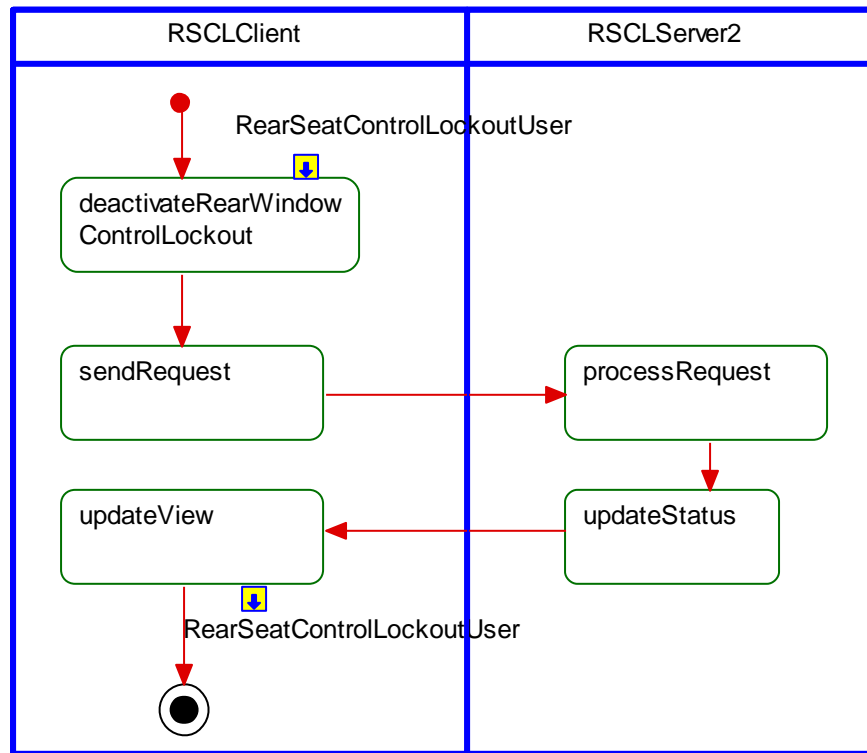 RSCLClient
RSCLServer2
RearSeatControlLockoutUser
deactivateRearWindow
ControlLockout
sendRequest
processRequest
updateView
updateStatus
RearSeatControlLockoutUser